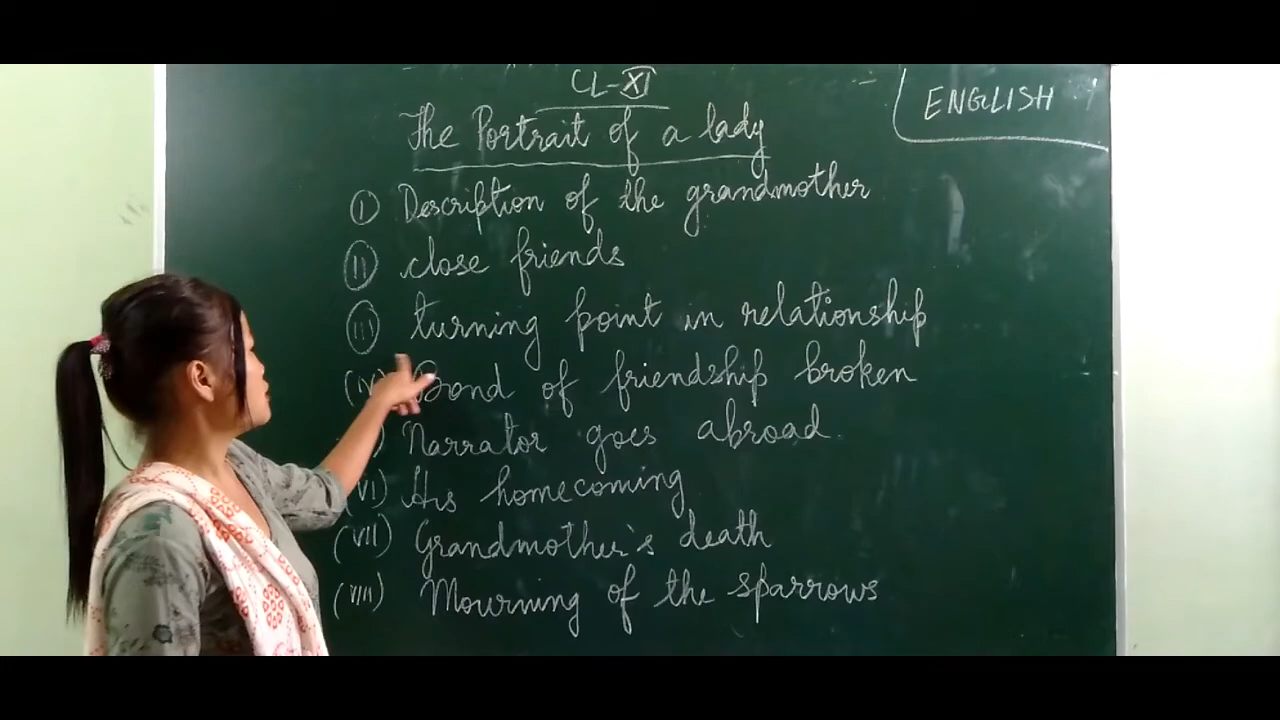 CL-XI
ENGLISH
The Portrait of a lady
(I) Description of the grandmother
(II) close friends
(III) turning point in relationship
(IV) Bond of friendship broken
) Narrator goes abroad.
(VI) His homecoming
(VII) Grandmother's death
(VIII) Mourning of the sparrows